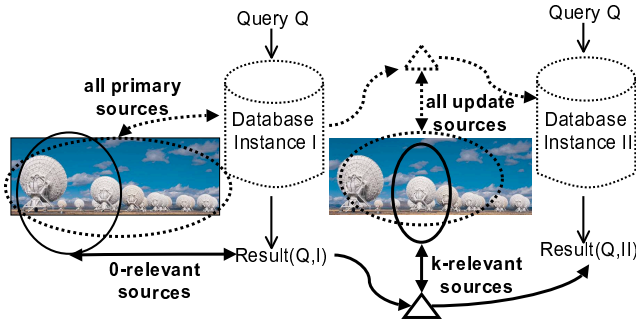 Query Q
Query Q
all primary
sources
Database
Instance I
all update
sources
Database
Instance II
0-relevant
sources
Result(Q,I)
k-relevant
sources
Result(Q,II)